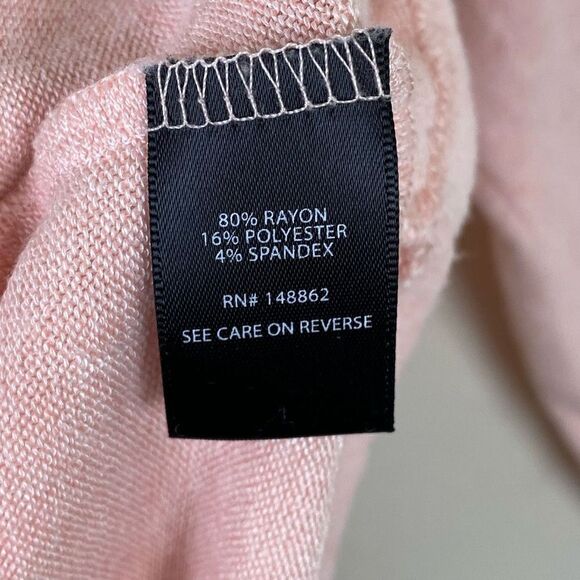 80% RAYON
16% POLYESTER
4% SPANDEX
RN# 148862
SEE CARE ON REVERSE